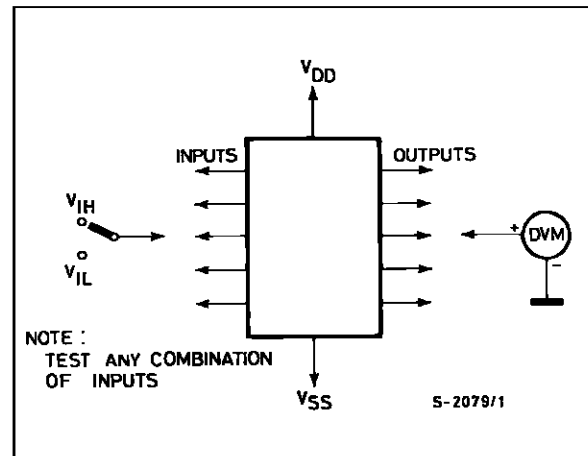 VDD
INPUTS
OUTPUTS
VIH
VIL
+
DVM
-
NOTE :
TEST ANY COMBINATION
OF INPUTS
VSS
S-2079/1